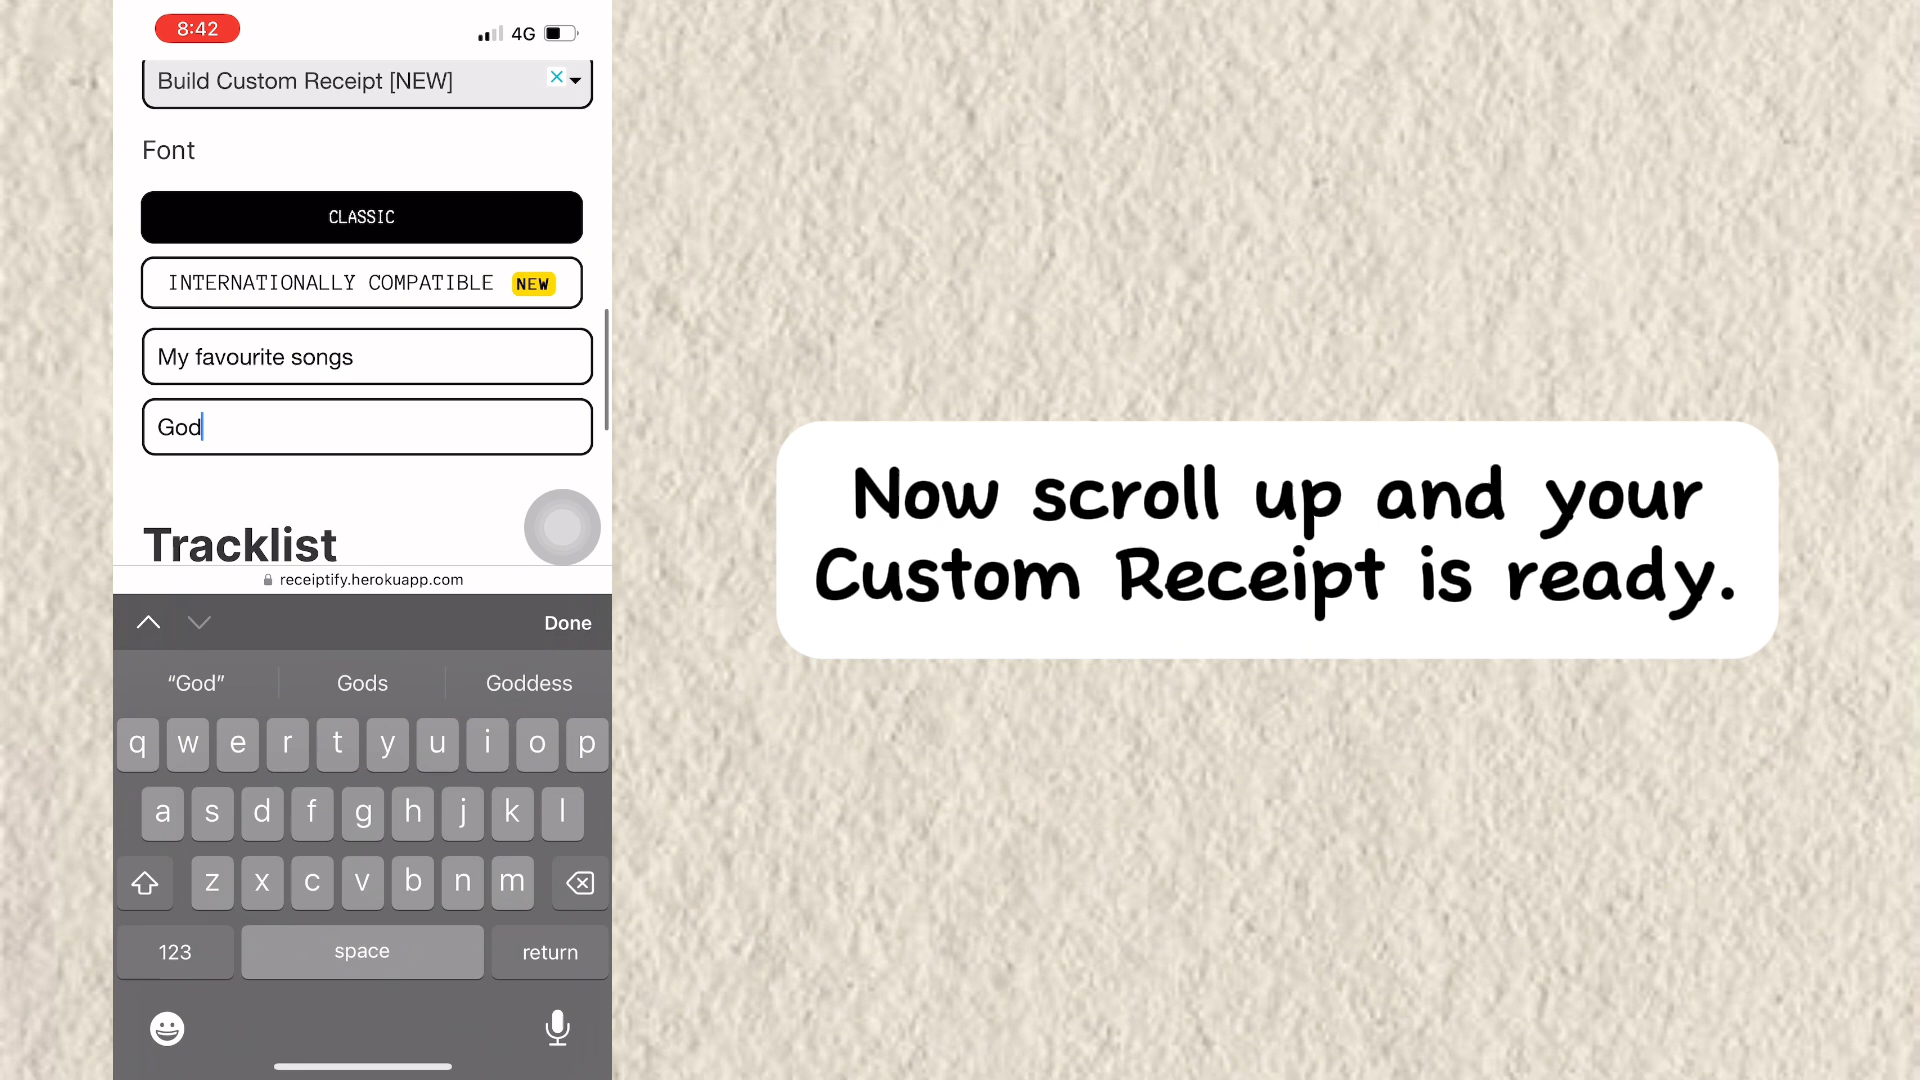 8:42
4G
Build Custom Receipt [NEW]
Font
CLASSIC
INTERNATIONALLY COMPATIBLE NEW
My favourite songs
God
Tracklist
receiptify.herokuapp.com
Done
“God” Gods Goddess
q w e r t y u i o p
a s d f g h j k l
z x c v b n m
123 space return
Now scroll up and your
Custom Receipt is ready.